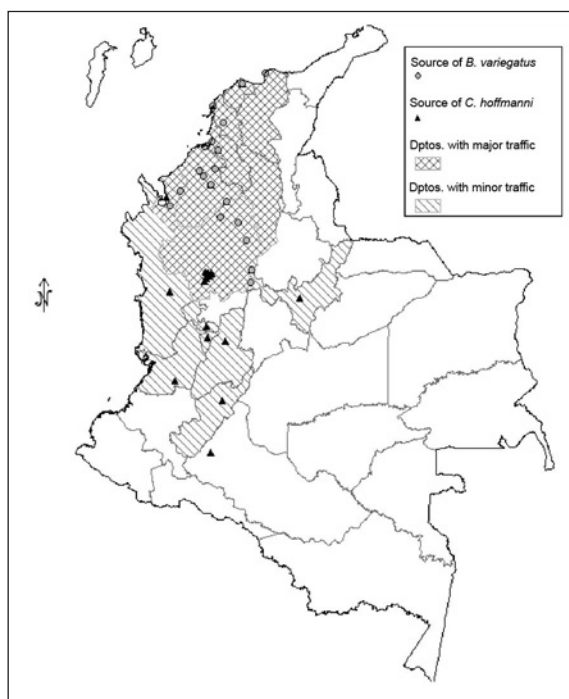 Source of B. variegatus
Source of C. hoffmanni
Dptos. with major traffic
Dptos. with minor traffic
N